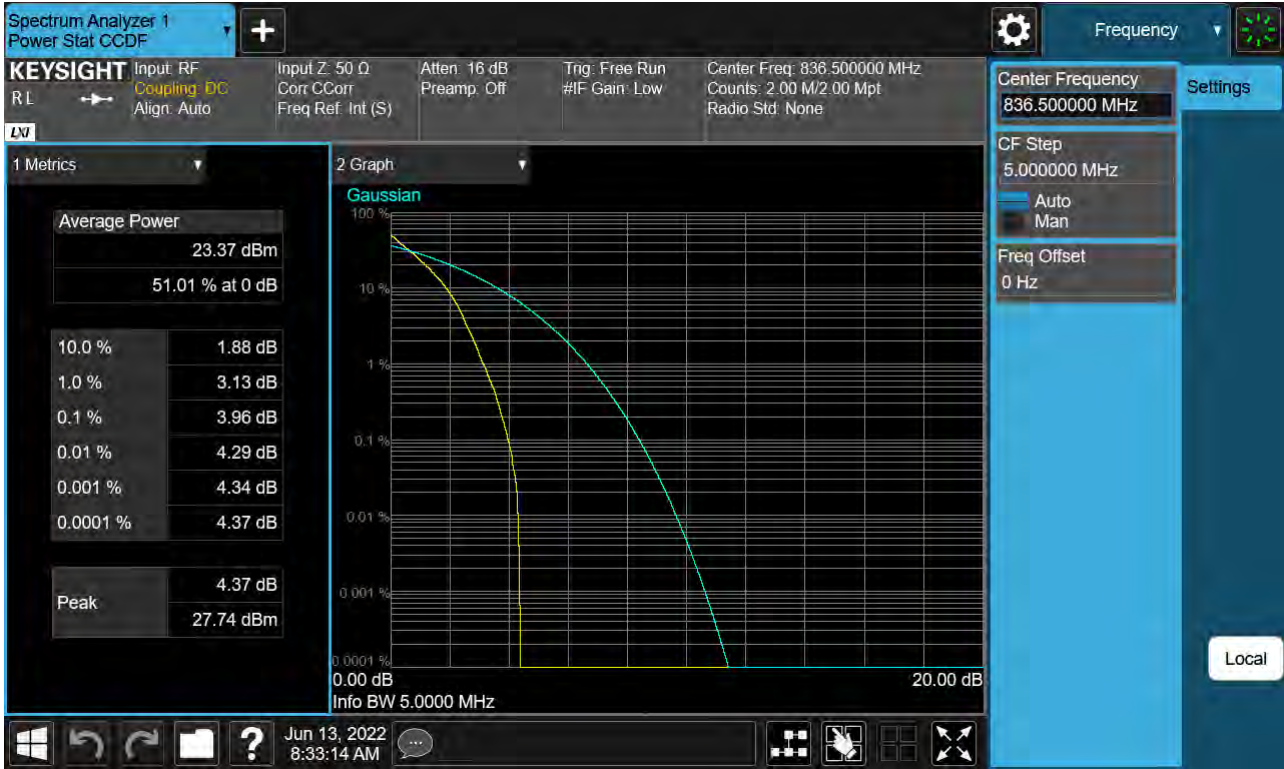 Spectrum Analyzer 1
Power Stat CCDF
Frequency
KEYSIGHT
RL
LXI
Input: RF
Coupling: DC
Align: Auto
Input Z: 50 Ω
Corr CCorr
Freq Ref: Int (S)
Atten: 16 dB
Preamp: Off
Trig: Free Run
#IF Gain: Low
Center Freq: 836.500000 MHz
Counts: 2.00 M/2.00 Mpt
Radio Std: None
Center Frequency
836.500000 MHz
Settings
CF Step
5.000000 MHz
Auto
Man
Freq Offset
0 Hz
1 Metrics
Average Power
23.37 dBm
51.01 % at 0 dB
10.0 % 1.88 dB
1.0 % 3.13 dB
0.1 % 3.96 dB
0.01 % 4.29 dB
0.001 % 4.34 dB
0.0001 % 4.37 dB
Peak
4.37 dB
27.74 dBm
2 Graph
Gaussian
100 %
10 %
1 %
0.1 %
0.01 %
0.001 %
0.0001 %
0.00 dB 20.00 dB
Info BW 5.0000 MHz
Local
?
Jun 13, 2022
8:33:14 AM